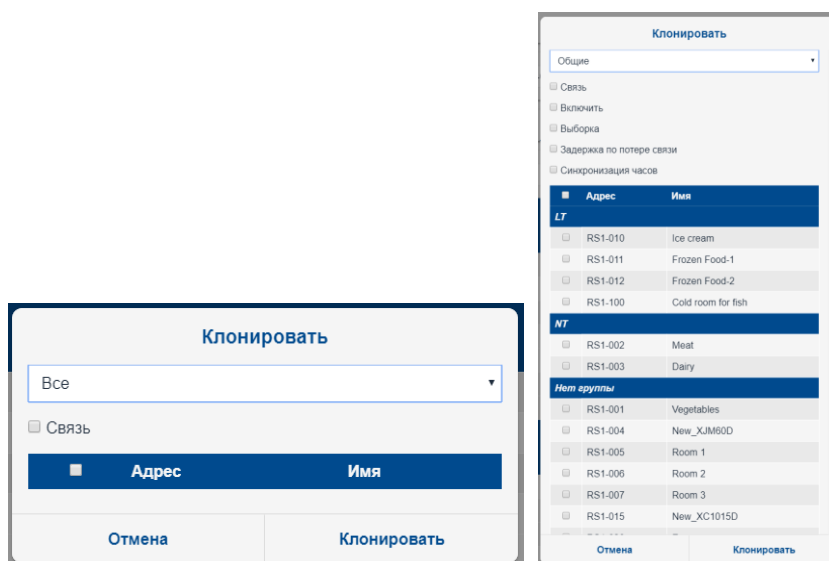 Клонировать
Все
Связь
Адрес Имя
Отмена Клонировать
Клонировать
Общие
Связь
Включить
Выборка
Задержка по потере связи
Синхронизация часов
Адрес Имя
LT
RS1-010 Ice cream
RS1-011 Frozen Food-1
RS1-012 Frozen Food-2
RS1-100 Cold room for fish
NT
RS1-002 Meat
RS1-003 Dairy
Нет группы
RS1-001 Vegetables
RS1-004 New_XJM60D
RS1-005 Room 1
RS1-006 Room 2
RS1-007 Room 3
RS1-015 New_XC1015D
Отмена Клонировать